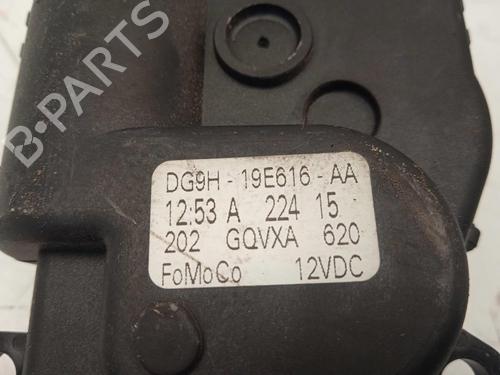 B-PARTS
DG9H - 19E616 - AA
12:53 A 224 15
202 GQVXA 620
FoMoCo 12VDC